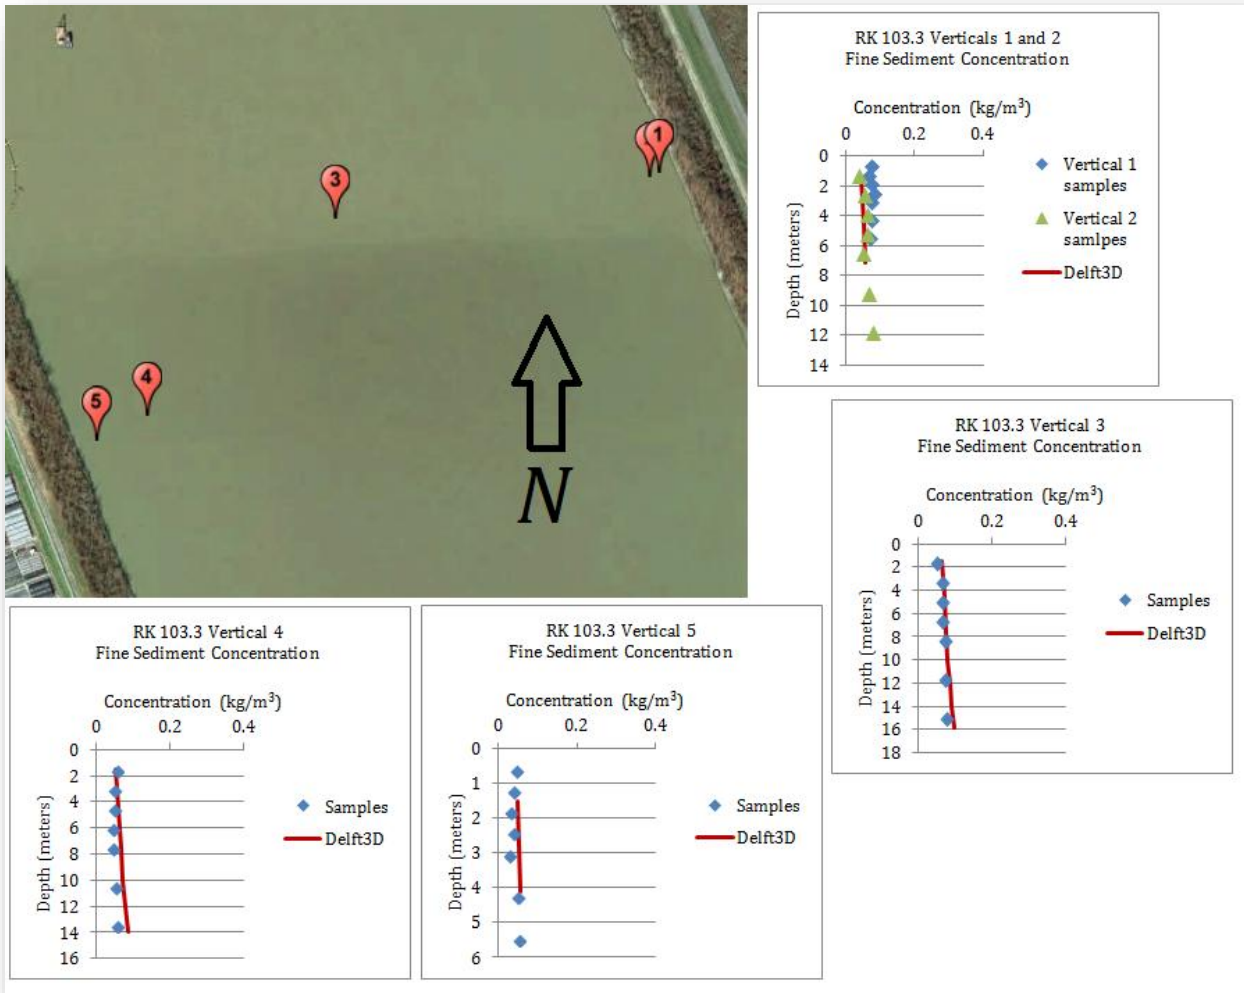 1
3
4
5
N
RK 103.3 Verticals 1 and 2
Fine Sediment Concentration
Concentration (kg/m³)
0 0.2 0.4
0
2
4
6
8
10
12
14
Depth (meters)
Vertical 1
samples
Vertical 2
samlpes
Delft3D
RK 103.3 Vertical 3
Fine Sediment Concentration
Concentration (kg/m³)
0 0.2 0.4
0
2
4
6
8
10
12
14
16
18
Depth (meters)
Samples
Delft3D
RK 103.3 Vertical 4
Fine Sediment Concentration
Concentration (kg/m³)
0 0.2 0.4
0
2
4
6
8
10
12
14
16
Depth (meters)
Samples
Delft3D
RK 103.3 Vertical 5
Fine Sediment Concentration
Concentration (kg/m³)
0 0.2 0.4
0
1
2
3
4
5
6
Depth (meters)
Samples
Delft3D